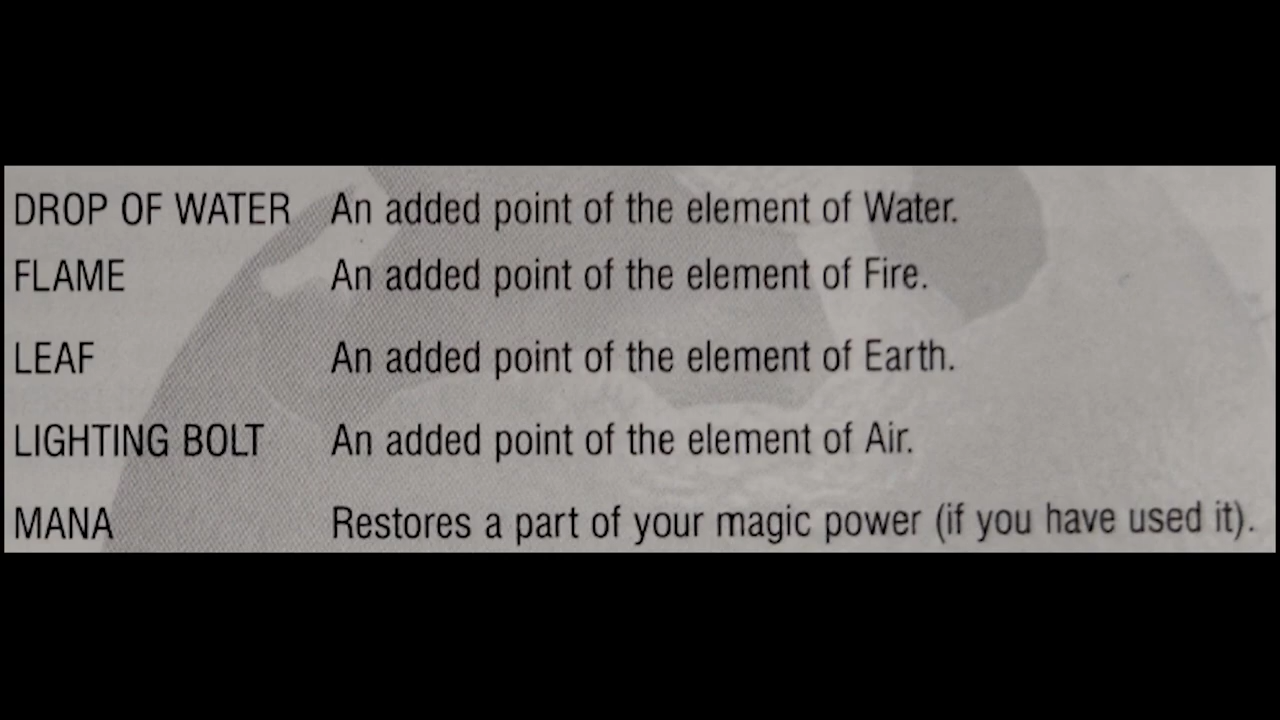 DROP OF WATER An added point of the element of Water.
FLAME An added point of the element of Fire.
LEAF An added point of the element of Earth.
LIGHTING BOLT An added point of the element of Air.
MANA Restores a part of your magic power (if you have used it).